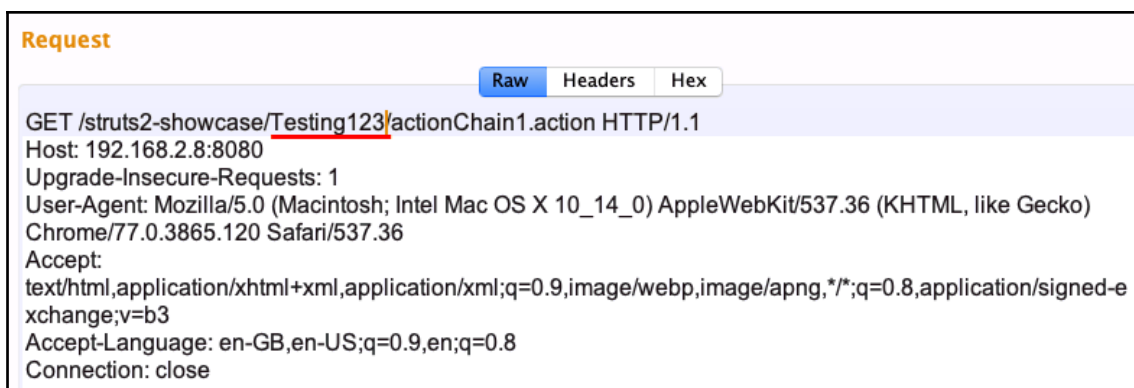 Request
Raw Headers Hex
GET /struts2-showcase/Testing123/actionChain1.action HTTP/1.1
Host: 192.168.2.8:8080
Upgrade-Insecure-Requests: 1
User-Agent: Mozilla/5.0 (Macintosh; Intel Mac OS X 10_14_0) AppleWebKit/537.36 (KHTML, like Gecko)
Chrome/77.0.3865.120 Safari/537.36
Accept:
text/html,application/xhtml+xml,application/xml;q=0.9,image/webp,image/apng,*/*;q=0.8,application/signed-e
xchange;v=b3
Accept-Language: en-GB,en-US;q=0.9,en;q=0.8
Connection: close